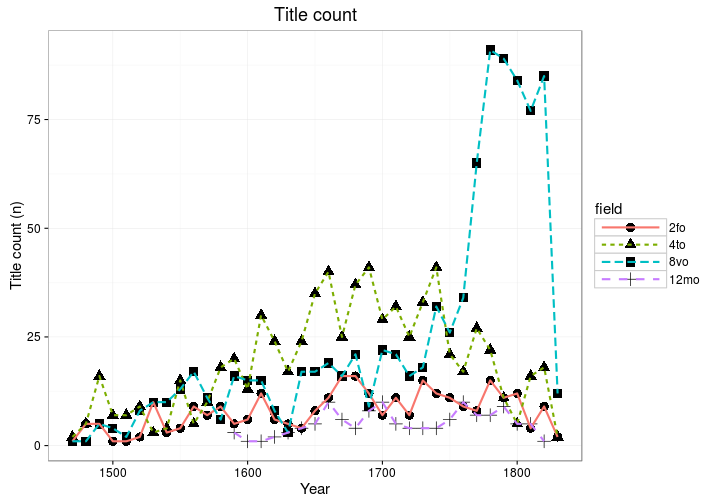 Title count
Title count (n)
75
50
25
0
1500
1600
1700
1800
Year
field
2fo
4to
8vo
12mo